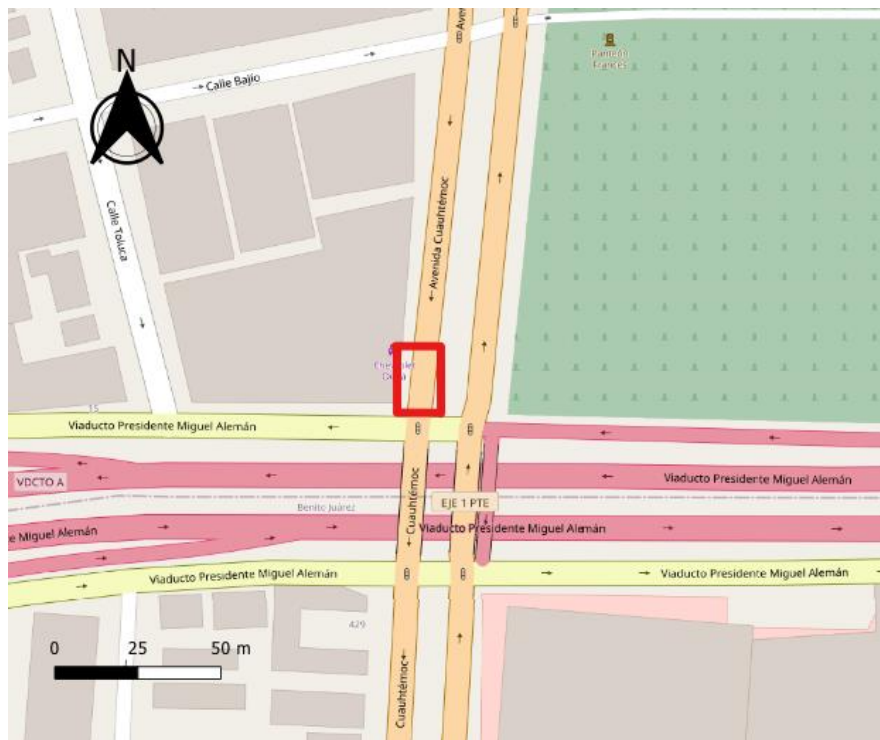 Avenida
Panteón
Francés
N
Calle Bajío
Calle Toluca
Avenida Cuauhtémoc
Chevrolet
15
Viaducto Presidente Miguel Alemán
VDCTO A
Viaducto Presidente Miguel Alemán
EJE 1 PTE
Benito Juárez
Cuauhtémoc
e Miguel Alemán
Viaducto Presidente Miguel Alemán
Viaducto Presidente Miguel Alemán
Viaducto Presidente Miguel Alemán
429
0 25 50 m
Cuauhtémoc